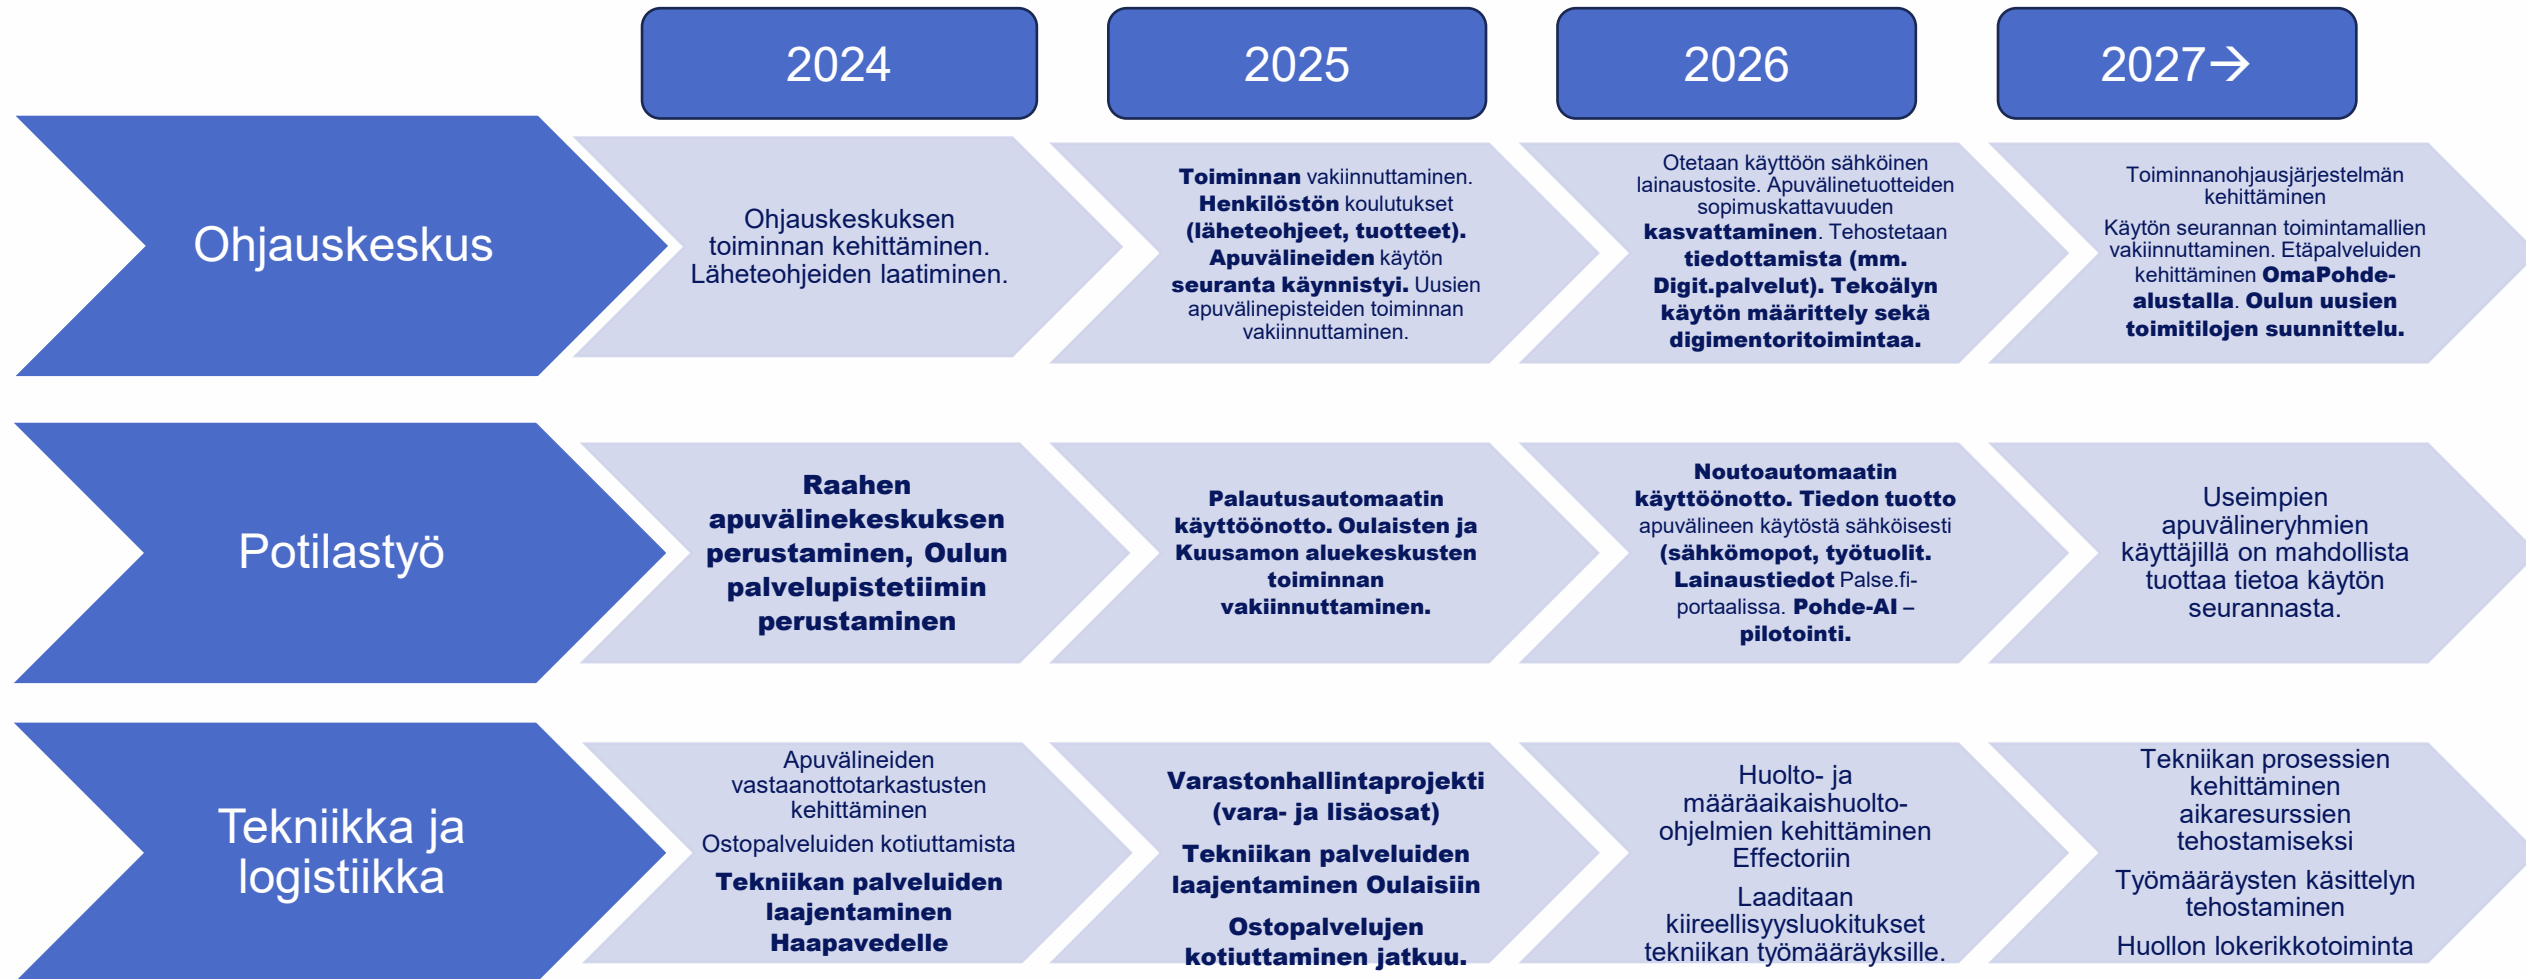 2024
2025
2026
2027→
Ohjauskeskus
Ohjauskeskuksen
toiminnan kehittäminen.
Läheteohjeiden laatiminen.
Toiminnan vakiinnuttaminen.
Henkilöstön koulutukset
(läheteohjeet, tuotteet).
Apuvälineiden käytön
seuranta käynnistyi. Uusien
apuvälinepisteiden toiminnan
vakiinnuttaminen.
Otetaan käyttöön sähköinen
lainaustosite. Apuvälinetuotteiden
sopimuskattavuuden
kasvattaminen. Tehostetaan
tiedottamista (mm.
Digit.palvelut). Tekoälyn
käytön määrittely sekä
digimentoritoimintaa.
Toiminnanohjausjärjestelmän
kehittäminen
Käytön seurannan toimintamallien
vakiinnuttaminen. Etäpalveluiden
kehittäminen OmaPohde-
alustalla. Oulun uusien
toimitilojen suunnittelu.
Potilastyö
Raahen
apuvälinekeskuksen
perustaminen, Oulun
palvelupistetiimin
perustaminen
Palautusautomaatin
käyttöönotto. Oulaisten ja
Kuusamon aluekeskusten
toiminnan
vakiinnuttaminen.
Noutoautomaatin
käyttöönotto. Tiedon tuotto
apuvälineen käytöstä sähköisesti
(sähkömopot, työtuolit.
Lainaustiedot Palse.fi-
portaalissa. Pohde-AI –
pilotointi.
Useimpien
apuvälineryhmien
käyttäjillä on mahdollista
tuottaa tietoa käytön
seurannasta.
Tekniikka ja
logistiikka
Apuvälineiden
vastaanottotarkastusten
kehittäminen
Ostopalveluiden kotiuttamista
Tekniikan palveluiden
laajentaminen
Haapavedelle
Varastonhallintaprojekti
(vara- ja lisäosat)
Tekniikan palveluiden
laajentaminen Oulaisiin
Ostopalvelujen
kotiuttaminen jatkuu.
Huolto- ja
määräaikaishuolto-
ohjelmien kehittäminen
Effectoriin
Laaditaan
kiireellisyysluokitukset
tekniikan työmääräyksille.
Tekniikan prosessien
kehittäminen
aikaresurssien
tehostamiseksi
Työmääräysten käsittelyn
tehostaminen
Huollon lokerikkotoiminta